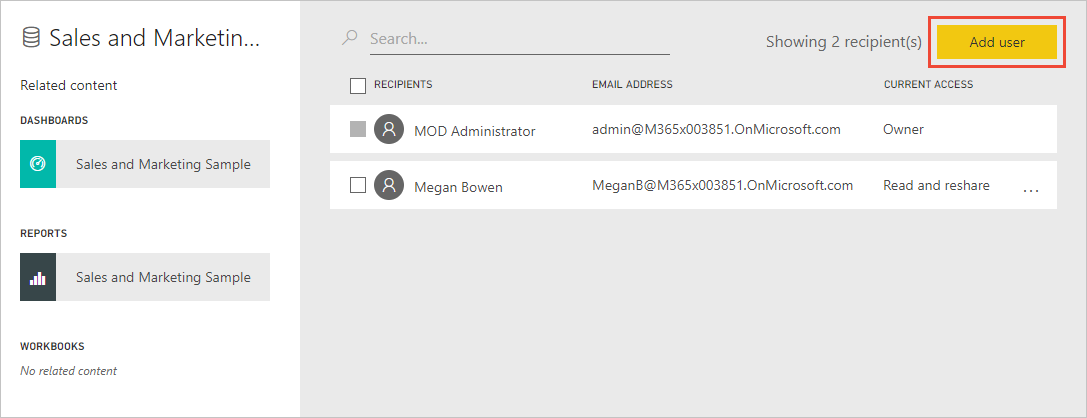 Sales and Marketin...
Related content
DASHBOARDS
Sales and Marketing Sample
REPORTS
Sales and Marketing Sample
WORKBOOKS
No related content
Search...
Showing 2 recipient(s)
Add user
RECIPIENTS EMAIL ADDRESS CURRENT ACCESS
MOD Administrator admin@M365x003851.OnMicrosoft.com Owner
Megan Bowen MeganB@M365x003851.OnMicrosoft.com Read and reshare ...